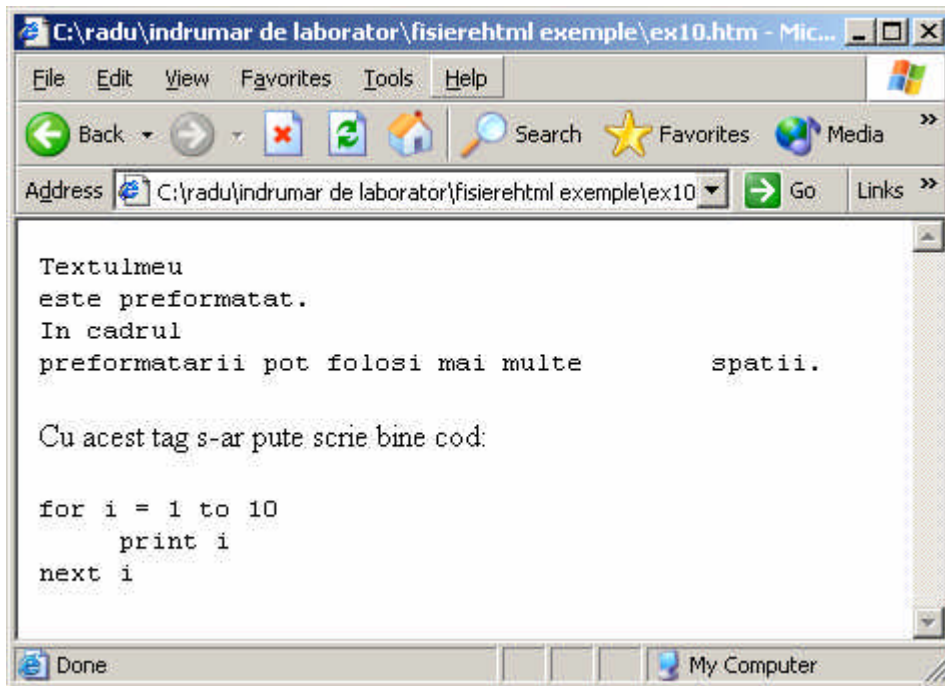 C:\radu\indrumar de laborator\fisierehtml exemple\ex10.htm - Mic...
File Edit View Favorites Tools Help
Back Search Favorites Media »
Address C:\radu\indrumar de laborator\fisierehtml exemple\ex10 Go Links »
Textulmeu
este preformatat.
In cadrul
preformatarii pot folosi mai multe        spatii.
Cu acest tag s-ar pute scrie bine cod:
for i = 1 to 10
     print i
next i
Done My Computer